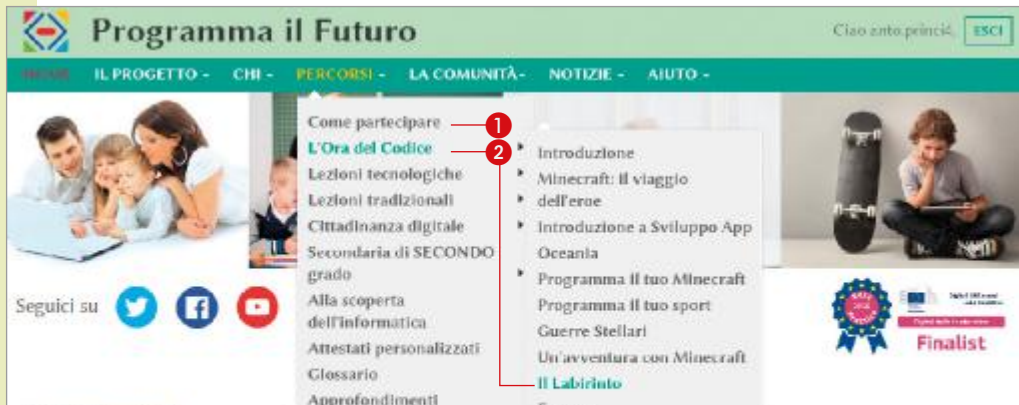 Programma il Futuro
Ciao anto.princi4, ESCI
HOME IL PROGETTO - CHI - PERCORSI - LA COMUNITÀ - NOTIZIE - AIUTO -
Come partecipare 1
L'Ora del Codice 2
Lezioni tecnologiche
Lezioni tradizionali
Cittadinanza digitale
Secondaria di SECONDO
grado
Alla scoperta
dell'informatica
Attestati personalizzati
Glossario
Approfondimenti
Introduzione
Minecraft: il viaggio
dell'eroe
Introduzione a Sviluppo App
Oceania
Programma il tuo Minecraft
Programma il tuo sport
Guerre Stellari
Un'avventura con Minecraft
Il Labirinto
Seguici su
Finalist